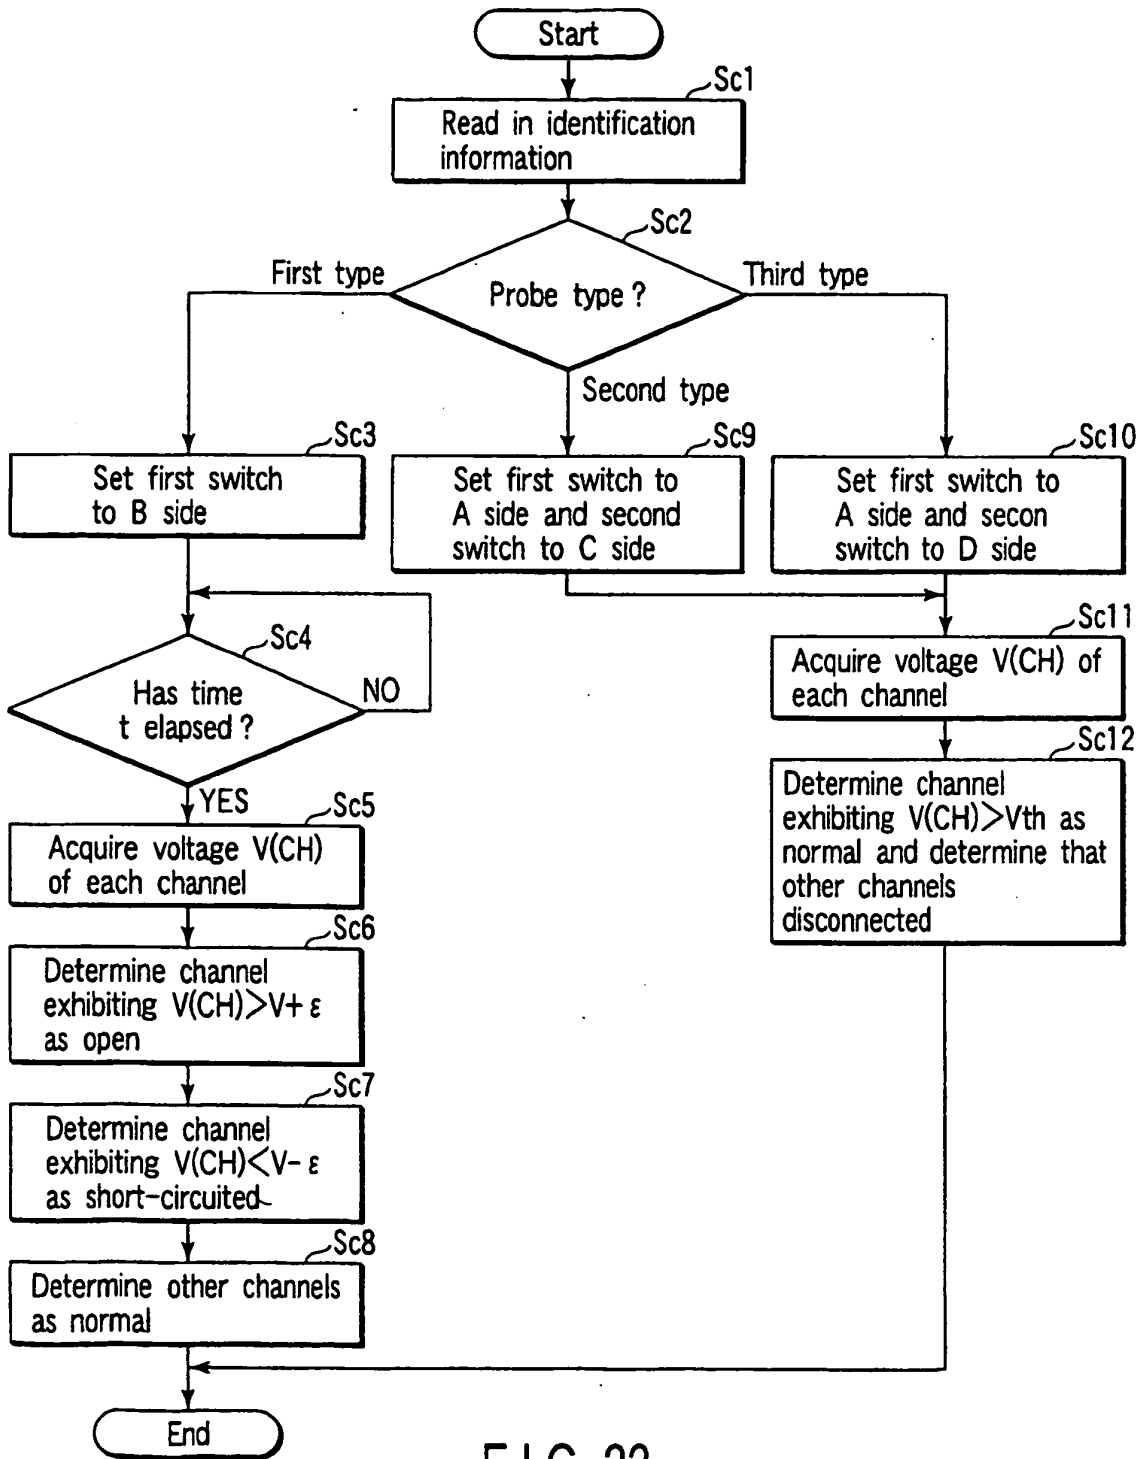 Start
Sc1
Read in identification
information
Sc2
First type
Probe type ?
Third type
Second type
Sc3
Set first switch
to B side
Sc9
Set first switch to
A side and second
switch to C side
Sc10
Set first switch to
A side and secon
switch to D side
Sc4
Has time
t elapsed ?
NO
YES
Sc11
Acquire voltage V(CH) of
each channel
Sc12
Determine channel
exhibiting V(CH)>Vth as
normal and determine that
other channels
disconnected
Sc5
Acquire voltage V(CH)
of each channel
Sc6
Determine channel
exhibiting V(CH)>V+ ε
as open
Sc7
Determine channel
exhibiting V(CH)<V- ε
as short-circuited
Sc8
Determine other channels
as normal
End